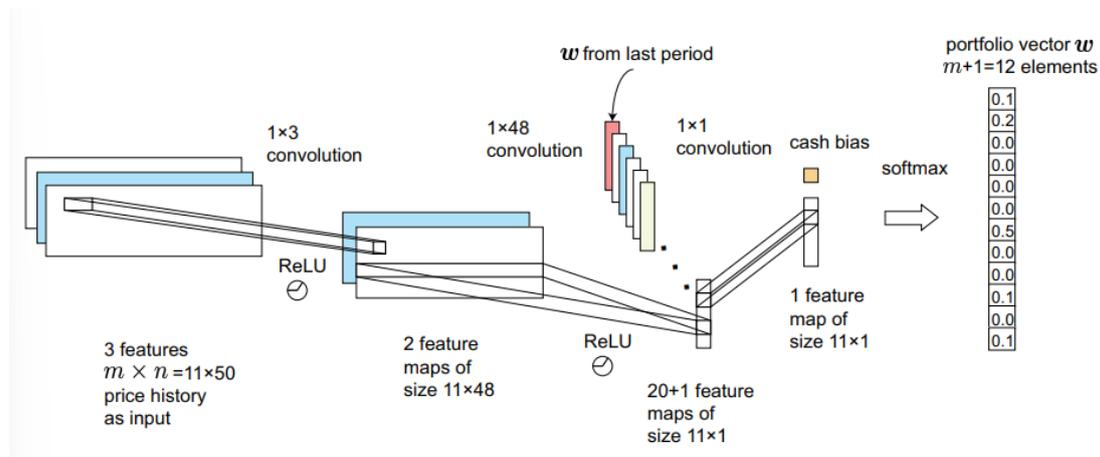 w from last period
portfolio vector w
m+1=12 elements
1×3
convolution
1×48
convolution
1×1
convolution
cash bias
softmax
0.1
0.2
0.0
0.0
0.0
0.0
0.5
0.0
0.0
0.1
0.0
0.1
ReLU
ReLU
3 features
m × n =11×50
price history
as input
2 feature
maps of
size 11×48
20+1 feature
maps of
size 11×1
1 feature
map of
size 11×1